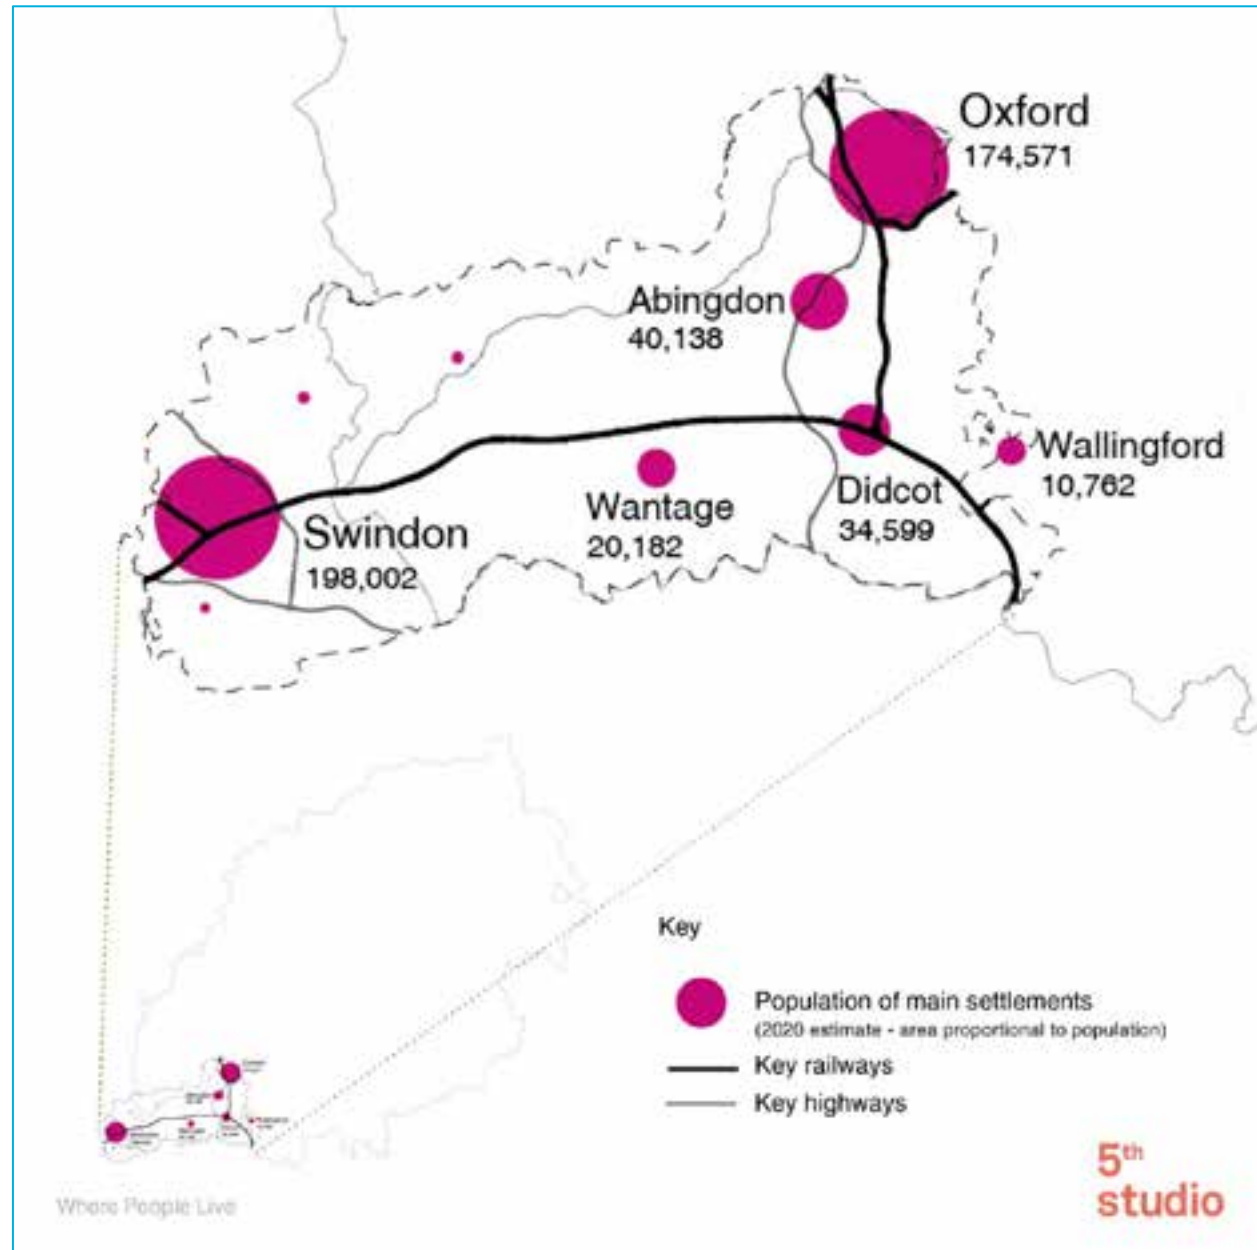 Oxford
174,571
Abingdon
40,138
Wallingford
10,762
Didcot
34,599
Wantage
20,182
Swindon
198,002
Key
Population of main settlements
(2020 estimate - area proportional to population)
Key railways
Key highways
5th
studio
Where People Live